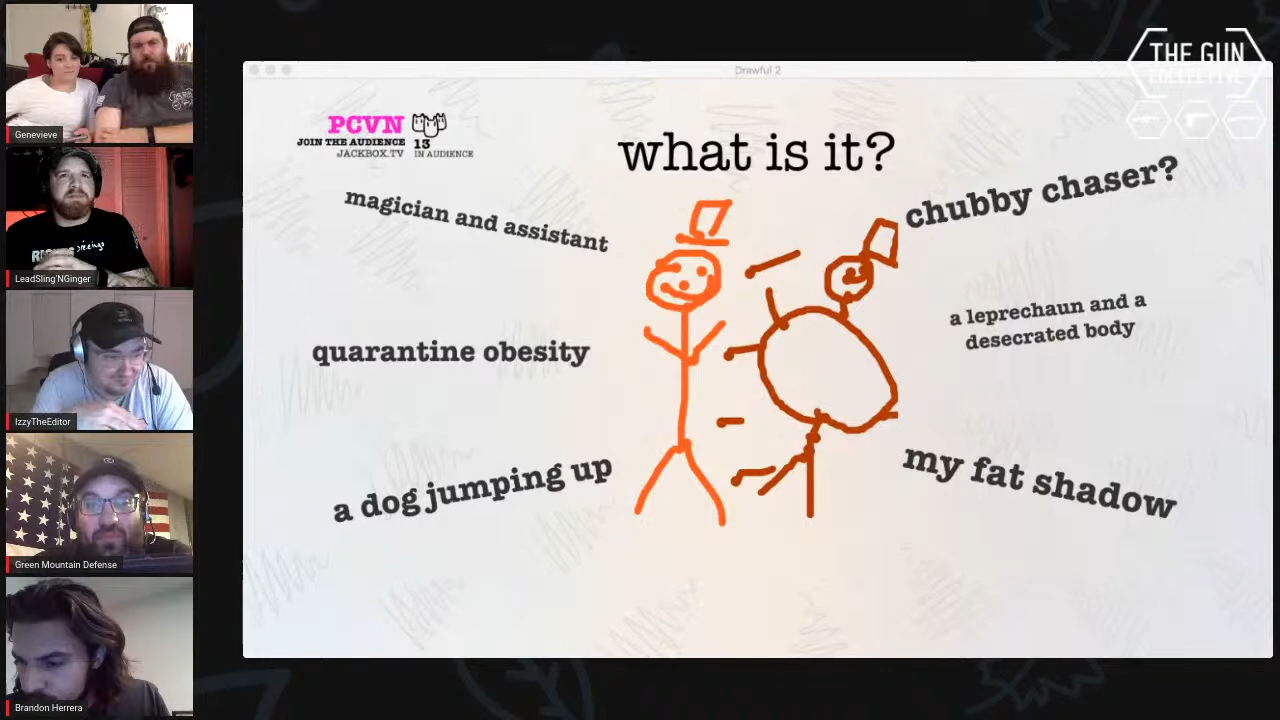 Drawful 2
THE GUN
COLLECTIVE
PCVN
JOIN THE AUDIENCE 13
JACKBOX.TV IN AUDIENCE
what is it?
magician and assistant
chubby chaser?
quarantine obesity
a leprechaun and a
desecrated body
a dog jumping up
my fat shadow
Genevieve
LeadSling'NGinger
IzzyTheEditor
Green Mountain Defense
Brandon Herrera